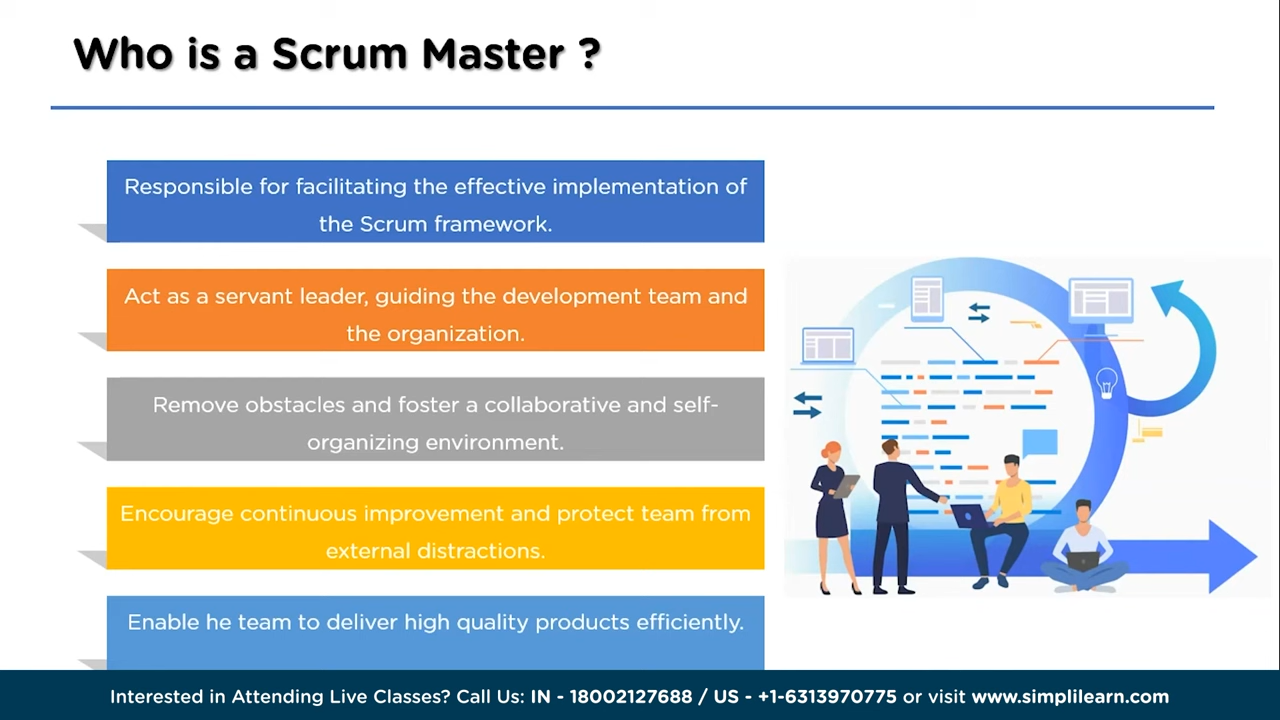 Who is a Scrum Master ?
Responsible for facilitating the effective implementation of
the Scrum framework.
Act as a servant leader, guiding the development team and
the organization.
Remove obstacles and foster a collaborative and self-
organizing environment.
Encourage continuous improvement and protect team from
external distractions.
Enable he team to deliver high quality products efficiently.
Interested in Attending Live Classes? Call Us: IN - 18002127688 / US - +1-6313970775 or visit www.simplilearn.com